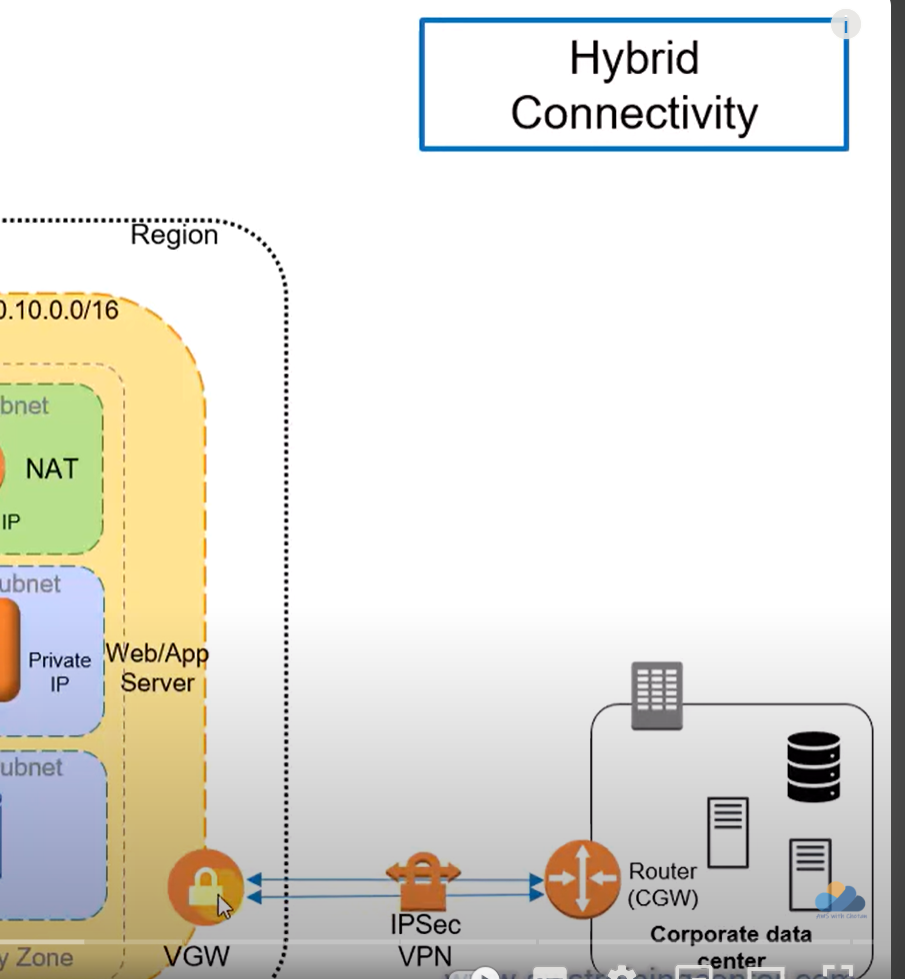 Hybrid
Connectivity
Region
0.10.0.0/16
bnet
NAT
IP
ubnet
Private
IP
Web/App
Server
ubnet
Router
(CGW)
IPSec
VPN
VGW
y Zone
Corporate data
center